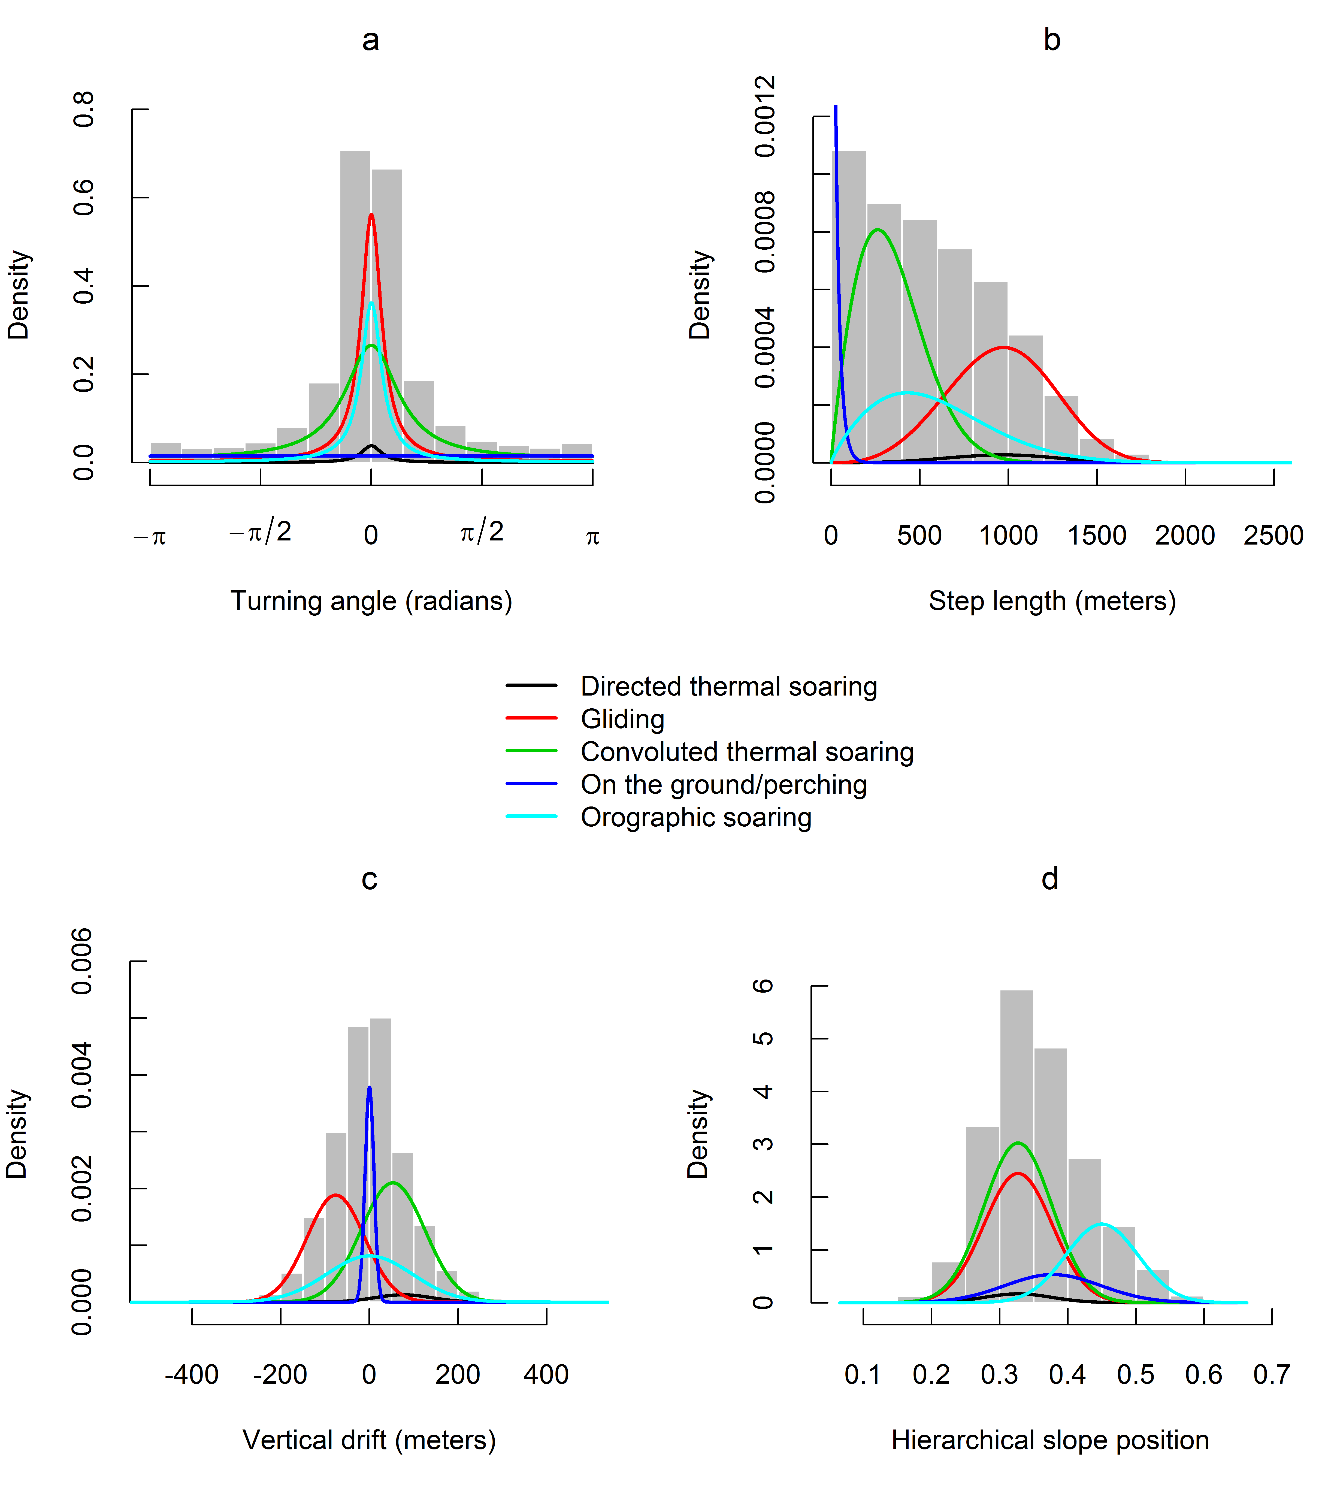 a
Density
0.0 0.2 0.4 0.6 0.8
−π −π/2 0 π/2 π
Turning angle (radians)
b
Density
0.0000 0.0004 0.0008 0.0012
0 500 1000 1500 2000 2500
Step length (meters)
Directed thermal soaring
Gliding
Convoluted thermal soaring
On the ground/perching
Orographic soaring
c
Density
0.000 0.002 0.004 0.006
-400 -200 0 200 400
Vertical drift (meters)
d
Density
0 1 2 3 4 5 6
0.1 0.2 0.3 0.4 0.5 0.6 0.7
Hierarchical slope position